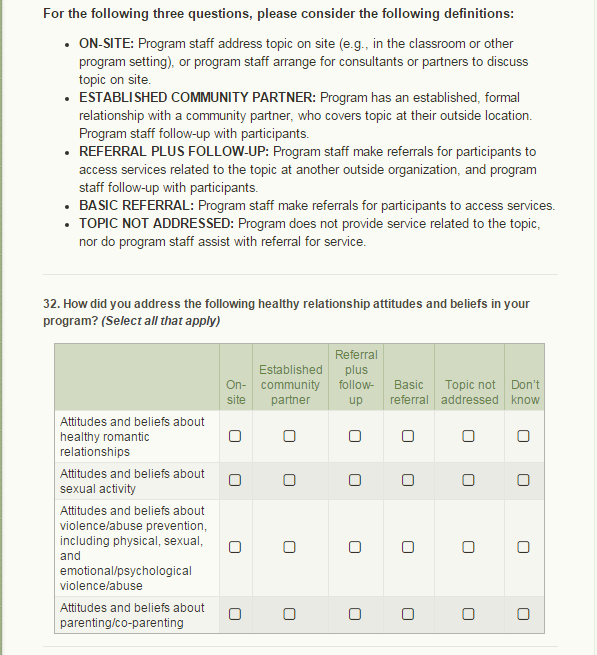 For the following three questions, please consider the following definitions:
• ON-SITE: Program staff address topic on site (e.g., in the classroom or other
program setting), or program staff arrange for consultants or partners to discuss
topic on site.
• ESTABLISHED COMMUNITY PARTNER: Program has an established, formal
relationship with a community partner, who covers topic at their outside location.
Program staff follow-up with participants.
• REFERRAL PLUS FOLLOW-UP: Program staff make referrals for participants to
access services related to the topic at another outside organization, and program
staff follow-up with participants.
• BASIC REFERRAL: Program staff make referrals for participants to access services.
• TOPIC NOT ADDRESSED: Program does not provide service related to the topic,
nor do program staff assist with referral for service.
32. How did you address the following healthy relationship attitudes and beliefs in your
program? (Select all that apply)
On-
site
Established
community
partner
Referral
plus
follow-
up
Basic
referral
Topic not
addressed
Don't
know
Attitudes and beliefs about
healthy romantic
relationships
Attitudes and beliefs about
sexual activity
Attitudes and beliefs about
violence/abuse prevention,
including physical, sexual,
and
emotional/psychological
violence/abuse
Attitudes and beliefs about
parenting/co-parenting